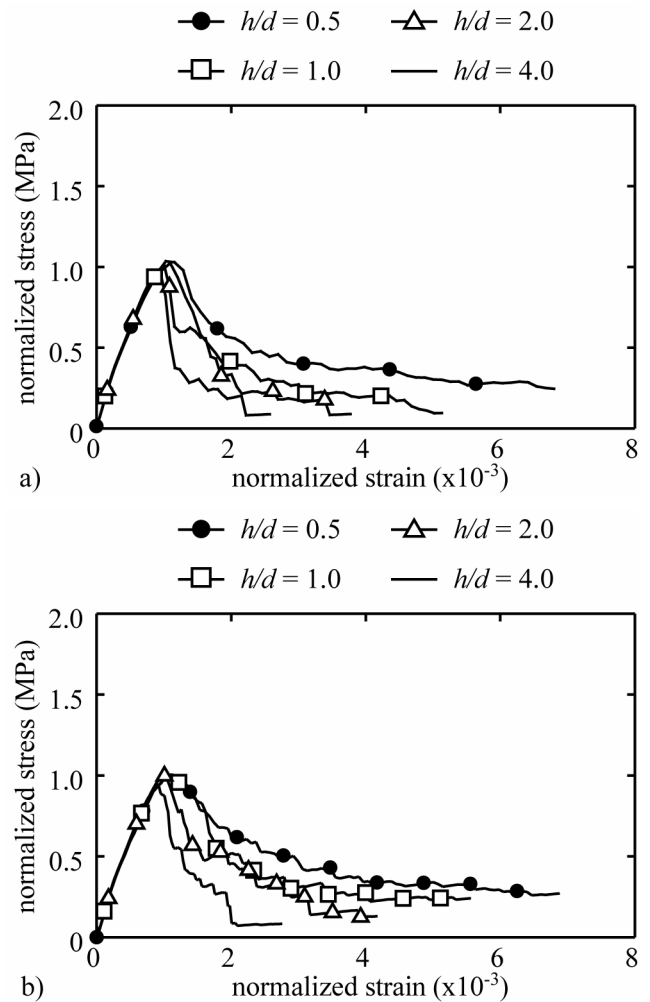 h/d = 0.5 h/d = 2.0
h/d = 1.0 h/d = 4.0
2.0
1.5
1.0
0.5
0
normalized stress (MPa)
0 2 4 6 8
normalized strain (x10⁻³)
a)
h/d = 0.5 h/d = 2.0
h/d = 1.0 h/d = 4.0
2.0
1.5
1.0
0.5
0
normalized stress (MPa)
0 2 4 6 8
normalized strain (x10⁻³)
b)